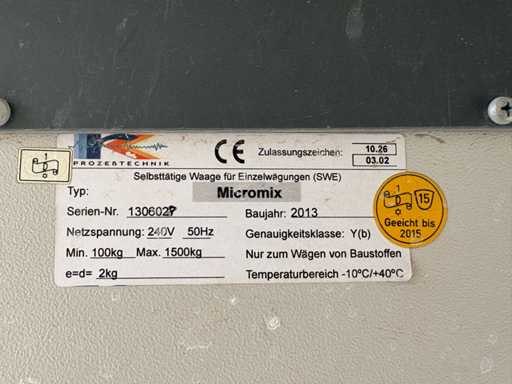 PROZEßTECHNIK
CE
Zulassungszeichen: 10.26
03.02
Selbsttätige Waage für Einzelwägungen (SWE)
Typ: Micromix
Serien-Nr. Baujahr: 2013
Netzspannung: 240V 50Hz Genauigkeitsklasse: Y(b)
Min. 100kg Max. 1500kg Nur zum Wägen von Baustoffen
e=d= 2kg Temperaturbereich -10°C/+40°C
15
Geeicht bis
2015